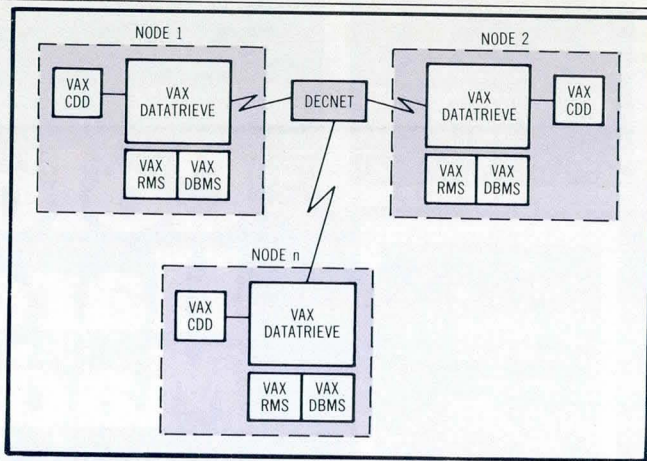 NODE 1
VAX
CDD
VAX
DATATRIEVE
VAX
RMS
VAX
DBMS
DECNET
NODE 2
VAX
DATATRIEVE
VAX
CDD
VAX
RMS
VAX
DBMS
NODE n
VAX
CDD
VAX
DATATRIEVE
VAX
RMS
VAX
DBMS